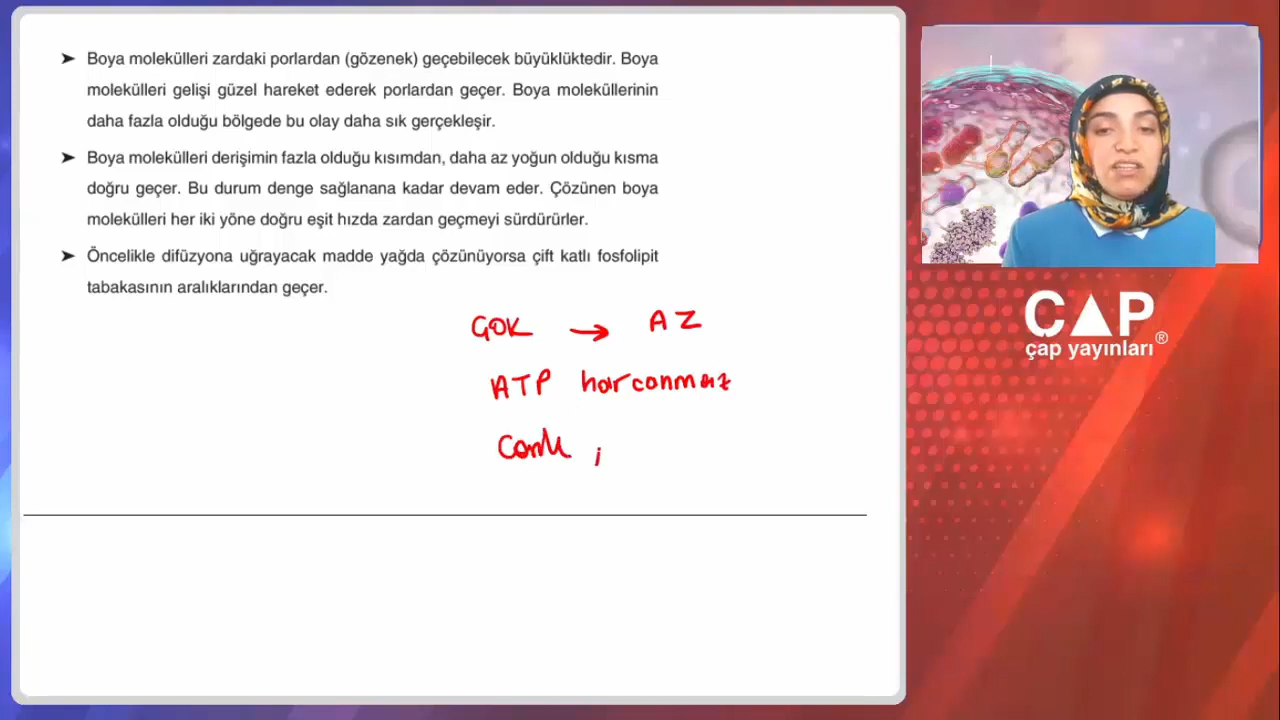 ➤ Boya molekülleri zardaki porlardan (gözenek) geçebilecek büyüklüktedir. Boya
molekülleri gelişi güzel hareket ederek porlardan geçer. Boya moleküllerinin
daha fazla olduğu bölgede bu olay daha sık gerçekleşir.
➤ Boya molekülleri derişimin fazla olduğu kısımdan, daha az yoğun olduğu kısma
doğru geçer. Bu durum denge sağlanana kadar devam eder. Çözünen boya
molekülleri her iki yöne doğru eşit hızda zardan geçmeyi sürdürürler.
➤ Öncelikle difüzyona uğrayacak madde yağda çözünüyorsa çift katlı fosfolipit
tabakasının aralıklarından geçer.
ÇOK → AZ
ATP harcanmaz
Canlı i
ÇAP
çap yayınları®